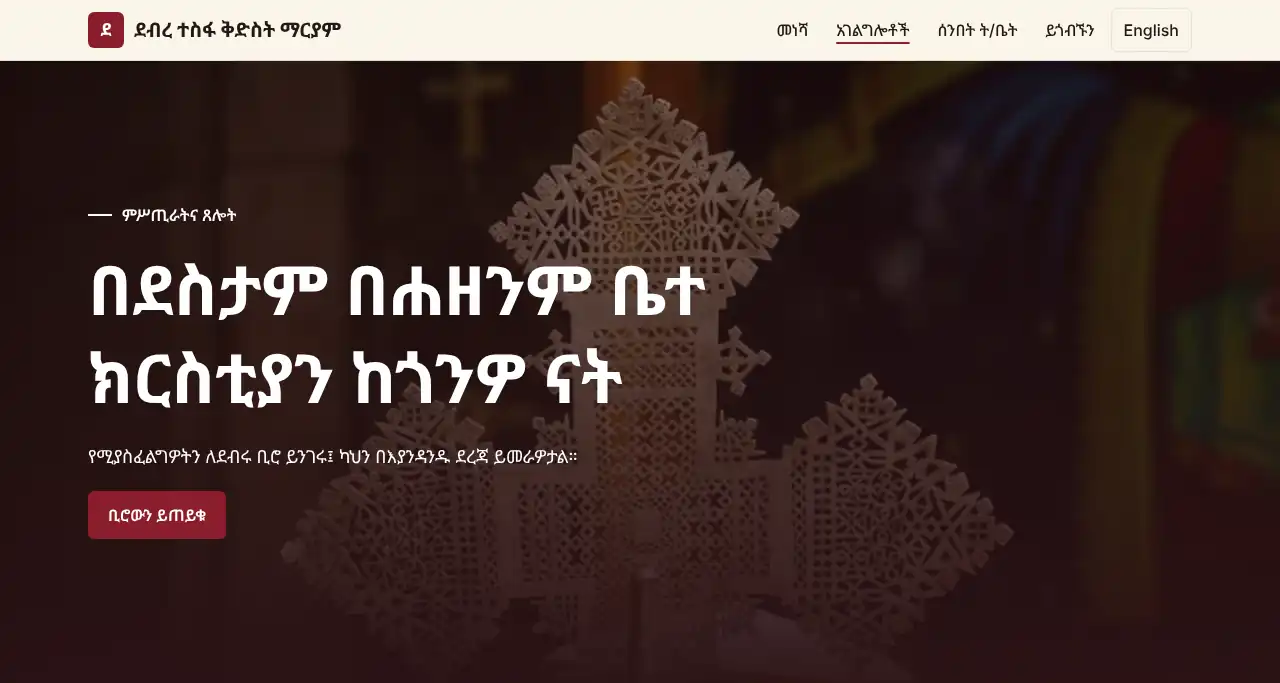 ደ
ደብረ ተስፋ ቅድስት ማርያም
መነሻ
አገልግሎቶች
ሰንበት ት/ቤት
ይጎብኙን
English
ምሥጢራትና ጸሎት
በደስታም በሐዘንም ቤተ
ክርስቲያን ከጎንዎ ናት
የሚያስፈልግዎትን ለደብሩ ቢሮ ይንገሩ፤ ካህን በእያንዳንዱ ደረጃ ይመራዎታል።
ቢሮውን ይጠይቁ